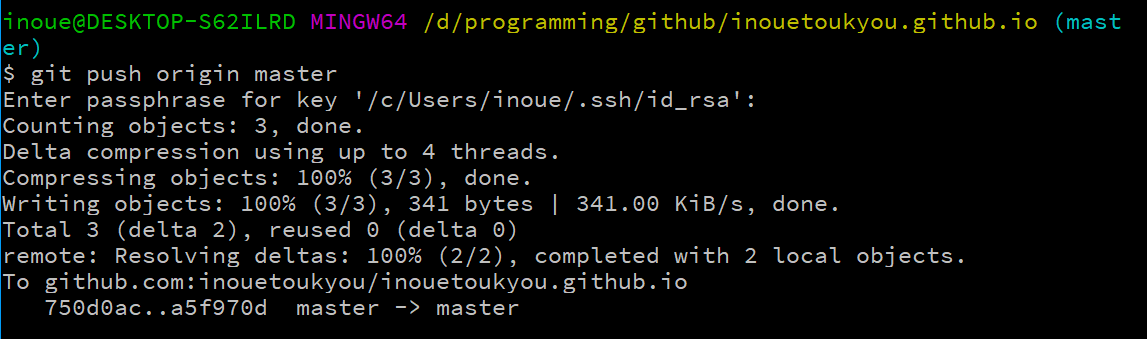 inoue@DESKTOP-S62ILRD MINGW64 /d/programming/github/inouetoukyou.github.io (mast
er)
$ git push origin master
Enter passphrase for key '/c/Users/inoue/.ssh/id_rsa':
Counting objects: 3, done.
Delta compression using up to 4 threads.
Compressing objects: 100% (3/3), done.
Writing objects: 100% (3/3), 341 bytes | 341.00 KiB/s, done.
Total 3 (delta 2), reused 0 (delta 0)
remote: Resolving deltas: 100% (2/2), completed with 2 local objects.
To github.com:inouetoukyou/inouetoukyou.github.io
   750d0ac..a5f970d  master -> master